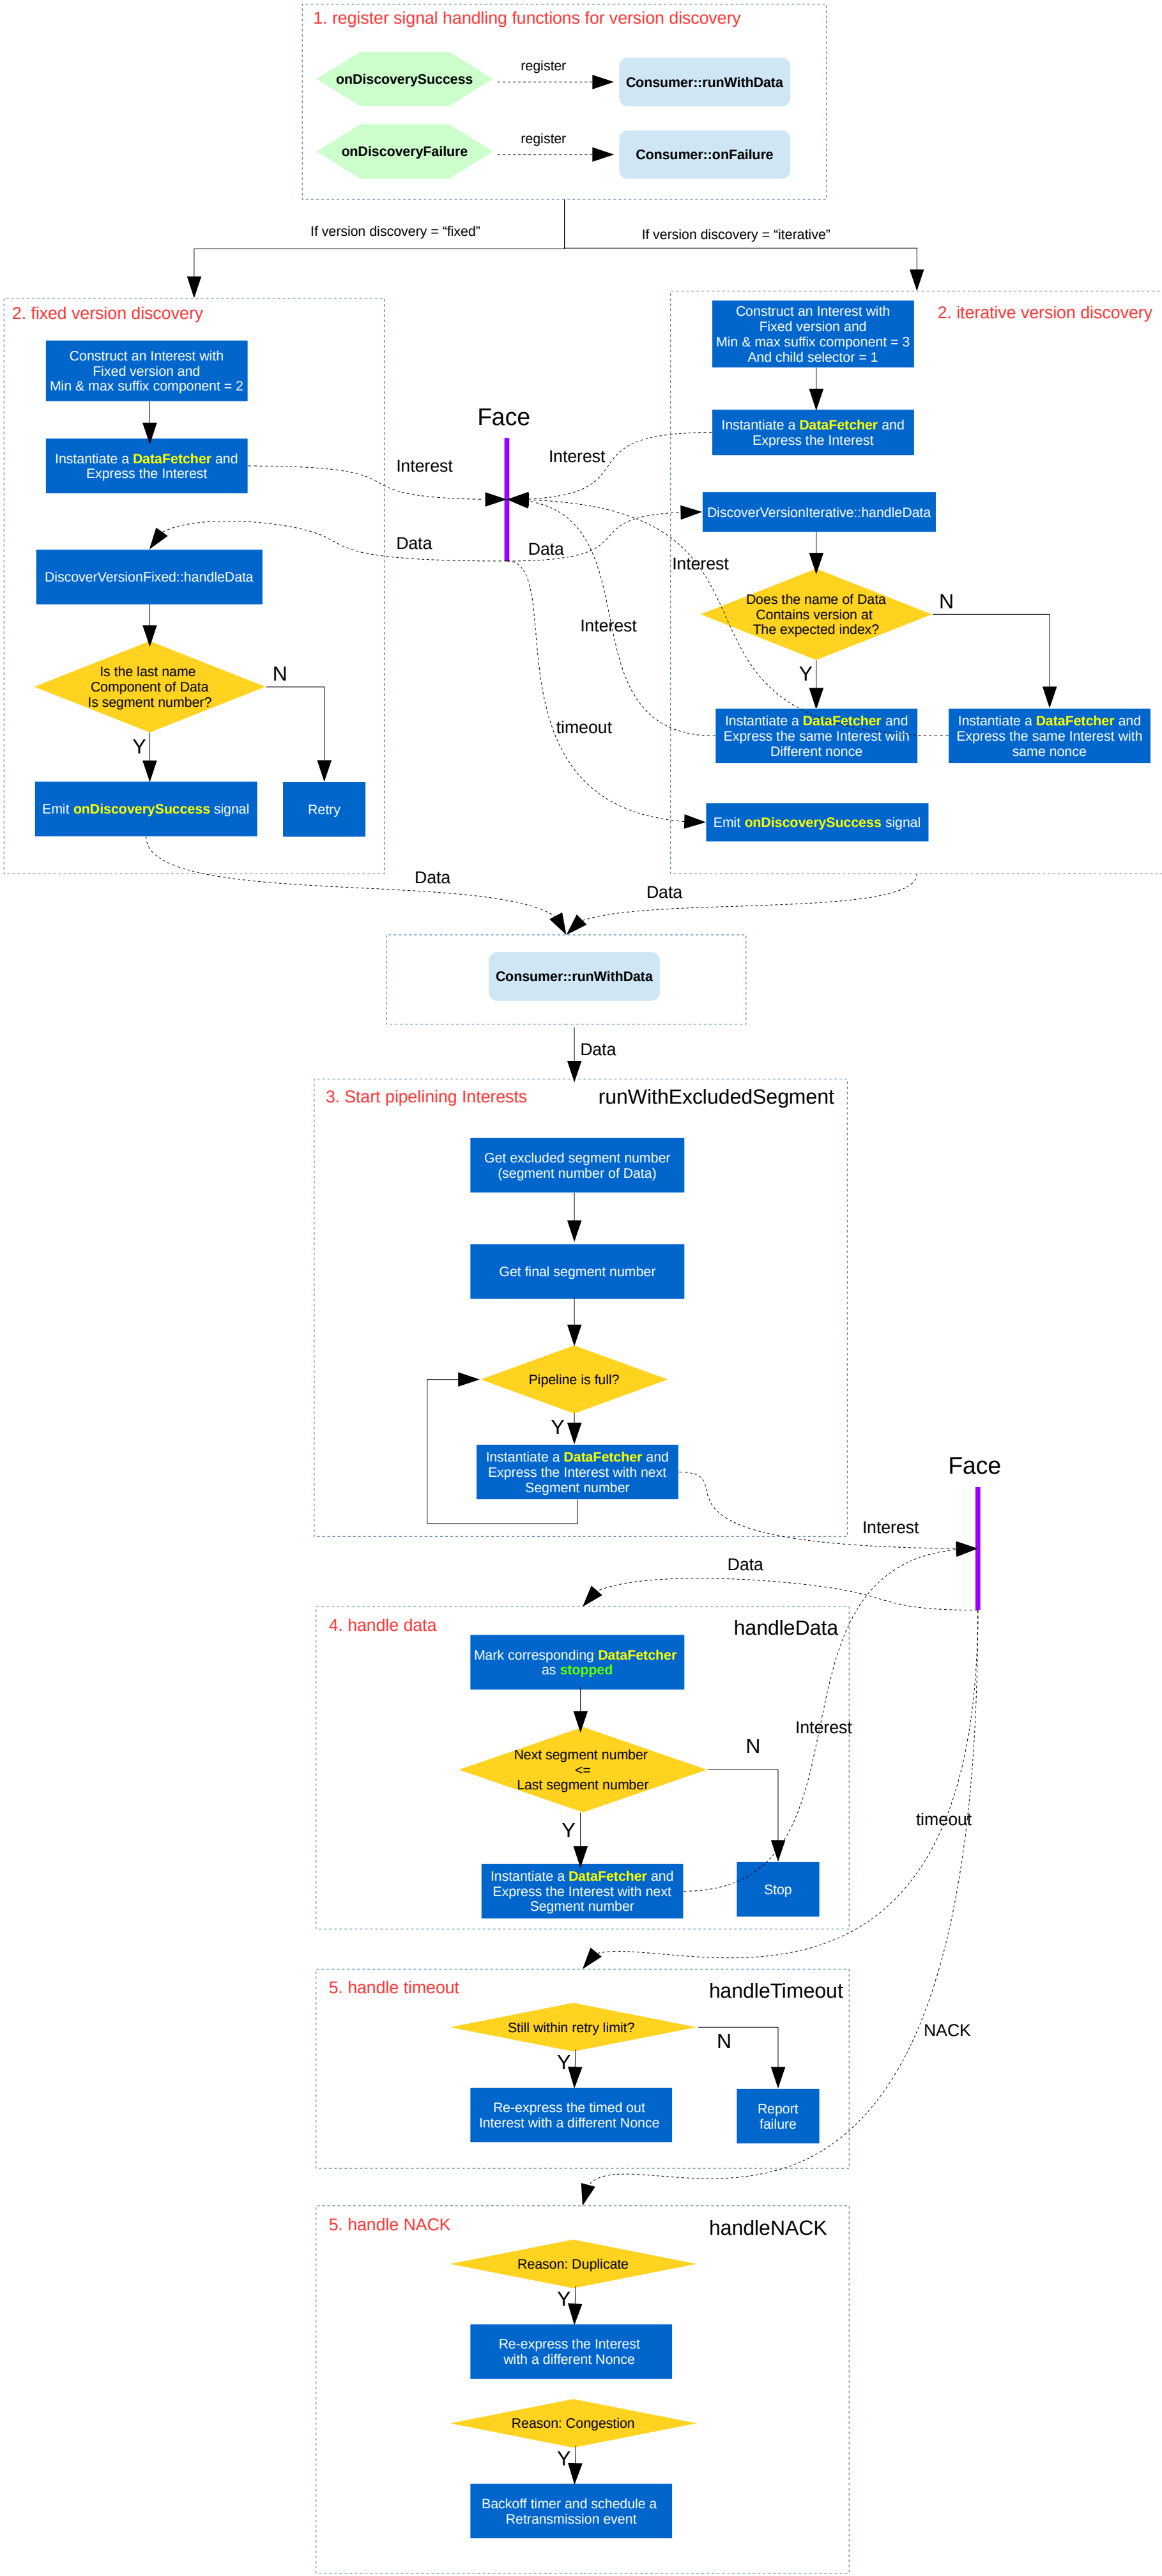 1. register signal handling functions for version discovery
onDiscoverySuccess
register
Consumer::runWithData
onDiscoveryFailure
register
Consumer::onFailure
If version discovery = “fixed”
If version discovery = “iterative”
2. fixed version discovery
Construct an Interest with
Fixed version and
Min & max suffix component = 2
Instantiate a DataFetcher and
Express the Interest
DiscoverVersionFixed::handleData
Is the last name
Component of Data
Is segment number?
N
Y
Emit onDiscoverySuccess signal
Retry
Face
Interest
Interest
Data
Data
Interest
Interest
timeout
2. iterative version discovery
Construct an Interest with
Fixed version and
Min & max suffix component = 3
And child selector = 1
Instantiate a DataFetcher and
Express the Interest
DiscoverVersionIterative::handleData
Does the name of Data
Contains version at
The expected index?
N
Y
Instantiate a DataFetcher and
Express the same Interest with
Different nonce
Instantiate a DataFetcher and
Express the same Interest with
same nonce
Emit onDiscoverySuccess signal
Data
Data
Consumer::runWithData
Data
3. Start pipelining Interests
runWithExcludedSegment
Get excluded segment number
(segment number of Data)
Get final segment number
Pipeline is full?
Y
Instantiate a DataFetcher and
Express the Interest with next
Segment number
Face
Interest
Data
4. handle data
handleData
Mark corresponding DataFetcher
as stopped
Next segment number
<=
Last segment number
N
Y
Interest
Instantiate a DataFetcher and
Express the Interest with next
Segment number
Stop
timeout
5. handle timeout
handleTimeout
Still within retry limit?
N
Y
Re-express the timed out
Interest with a different Nonce
Report
failure
NACK
5. handle NACK
handleNACK
Reason: Duplicate
Y
Re-express the Interest
with a different Nonce
Reason: Congestion
Y
Backoff timer and schedule a
Retransmission event